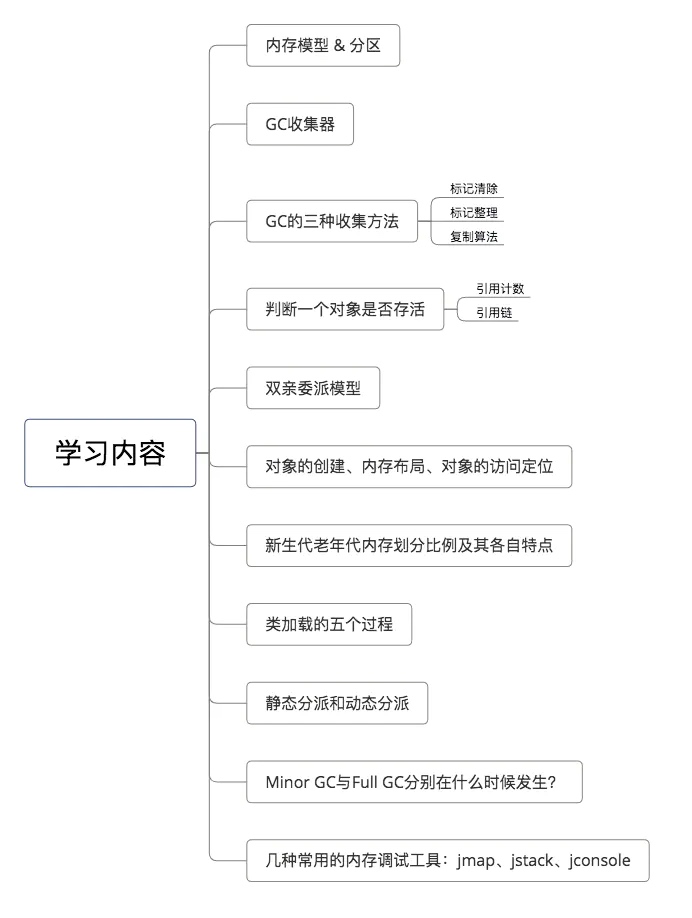 内存模型 & 分区
GC收集器
GC的三种收集方法
标记清除
标记整理
复制算法
判断一个对象是否存活
引用计数
引用链
双亲委派模型
学习内容
对象的创建、内存布局、对象的访问定位
新生代老年代内存划分比例及其各自特点
类加载的五个过程
静态分派和动态分派
Minor GC与Full GC分别在什么时候发生?
几种常用的内存调试工具：jmap、jstack、jconsole